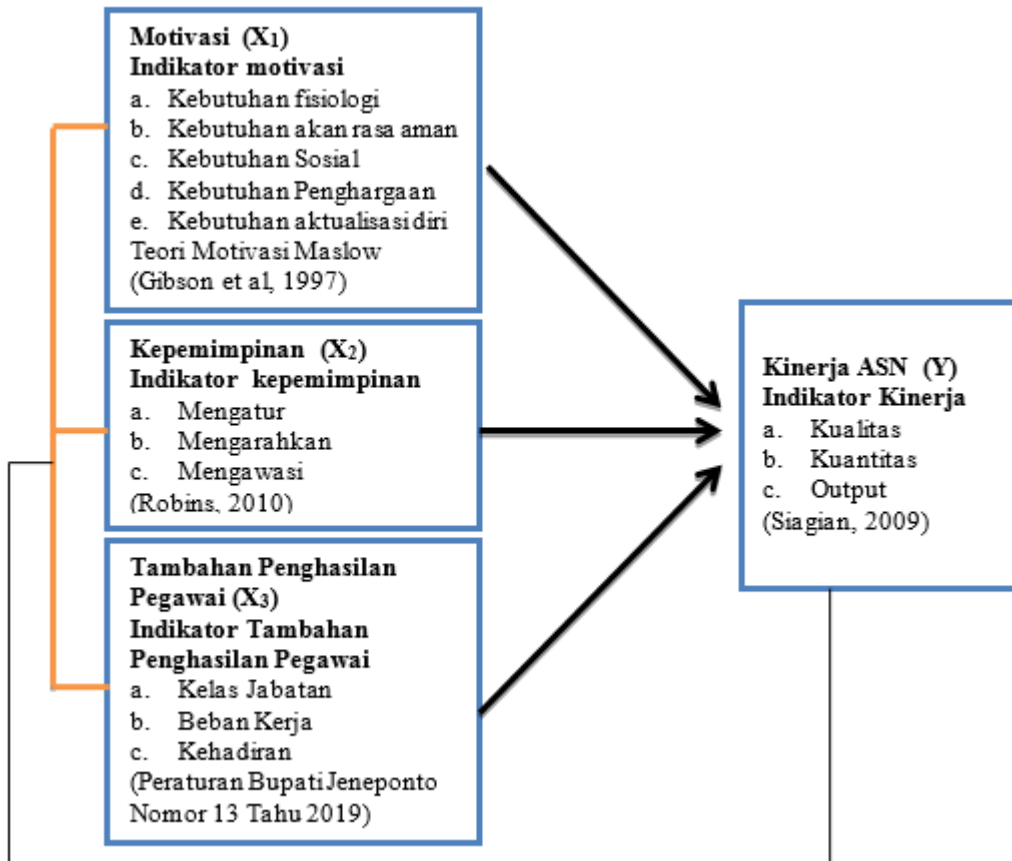 Motivasi (X1)
Indikator motivasi
a. Kebutuhan fisiologi
b. Kebutuhan akan rasa aman
c. Kebutuhan Sosial
d. Kebutuhan Penghargaan
e. Kebutuhan aktualisasi diri
Teori Motivasi Maslow
(Gibson et al, 1997)
Kepemimpinan (X2)
Indikator kepemimpinan
a. Mengatur
b. Mengarahkan
c. Mengawasi
(Robins, 2010)
Tambahan Penghasilan
Pegawai (X3)
Indikator Tambahan
Penghasilan Pegawai
a. Kelas Jabatan
b. Beban Kerja
c. Kehadiran
(Peraturan Bupati Jeneponto
Nomor 13 Tahu 2019)
Kinerja ASN (Y)
Indikator Kinerja
a. Kualitas
b. Kuantitas
c. Output
(Siagian, 2009)